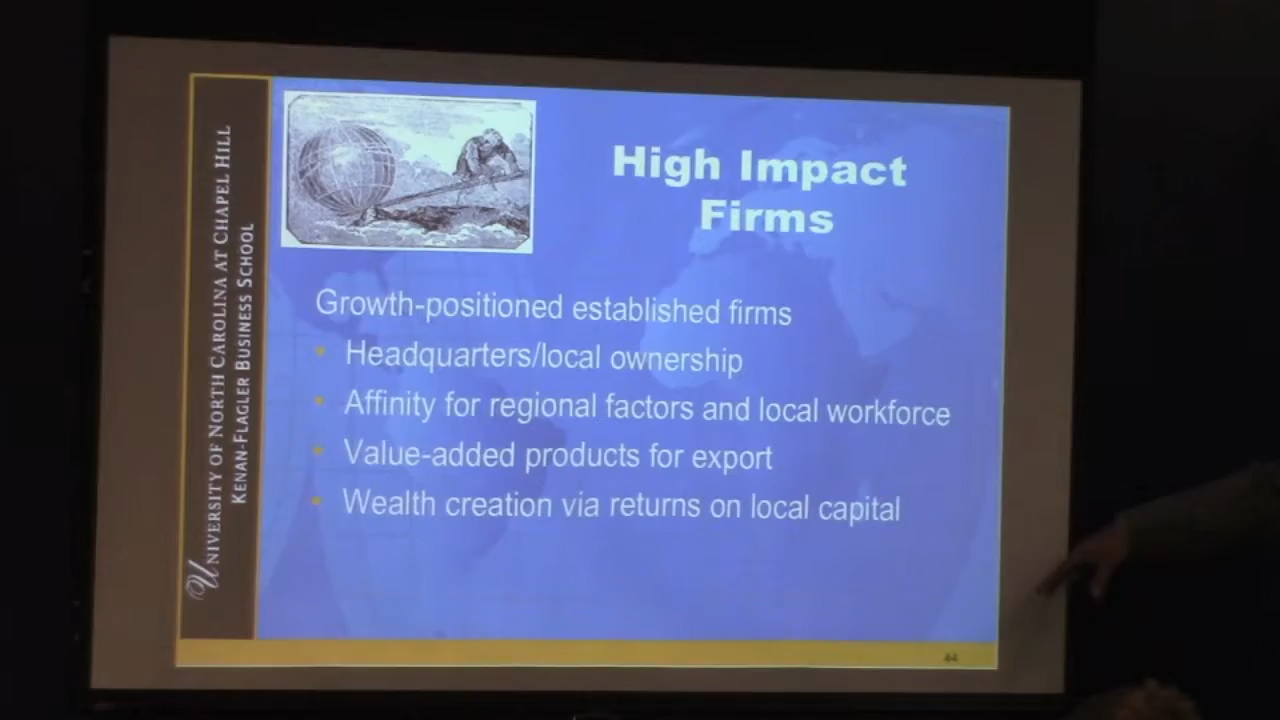 UNIVERSITY OF NORTH CAROLINA AT CHAPEL HILL
KENAN-FLAGLER BUSINESS SCHOOL
High Impact
Firms
Growth-positioned established firms
• Headquarters/local ownership
• Affinity for regional factors and local workforce
• Value-added products for export
• Wealth creation via returns on local capital
44